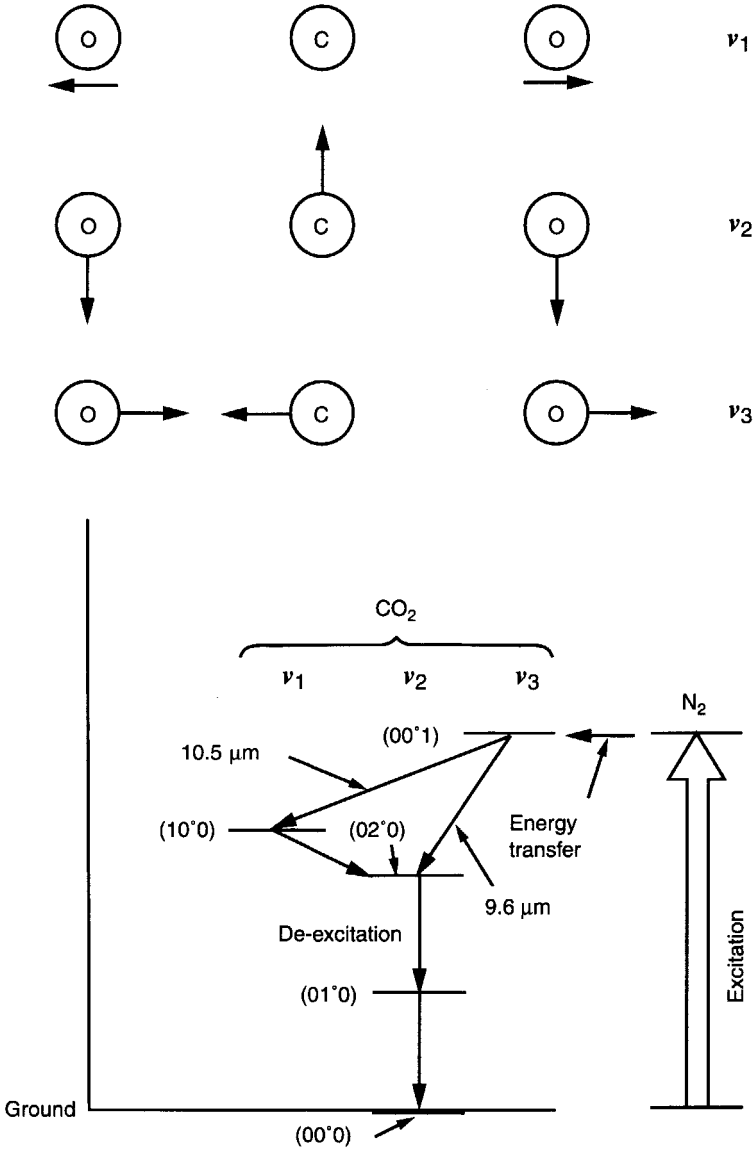 O C O ν1
O C O ν2
O C O ν3
CO2
ν1 ν2 ν3
N2
(00°1)
10.5 μm
(10°0) (02°0)
Energy
transfer
9.6 μm
De-excitation
Excitation
(01°0)
Ground
(00°0)